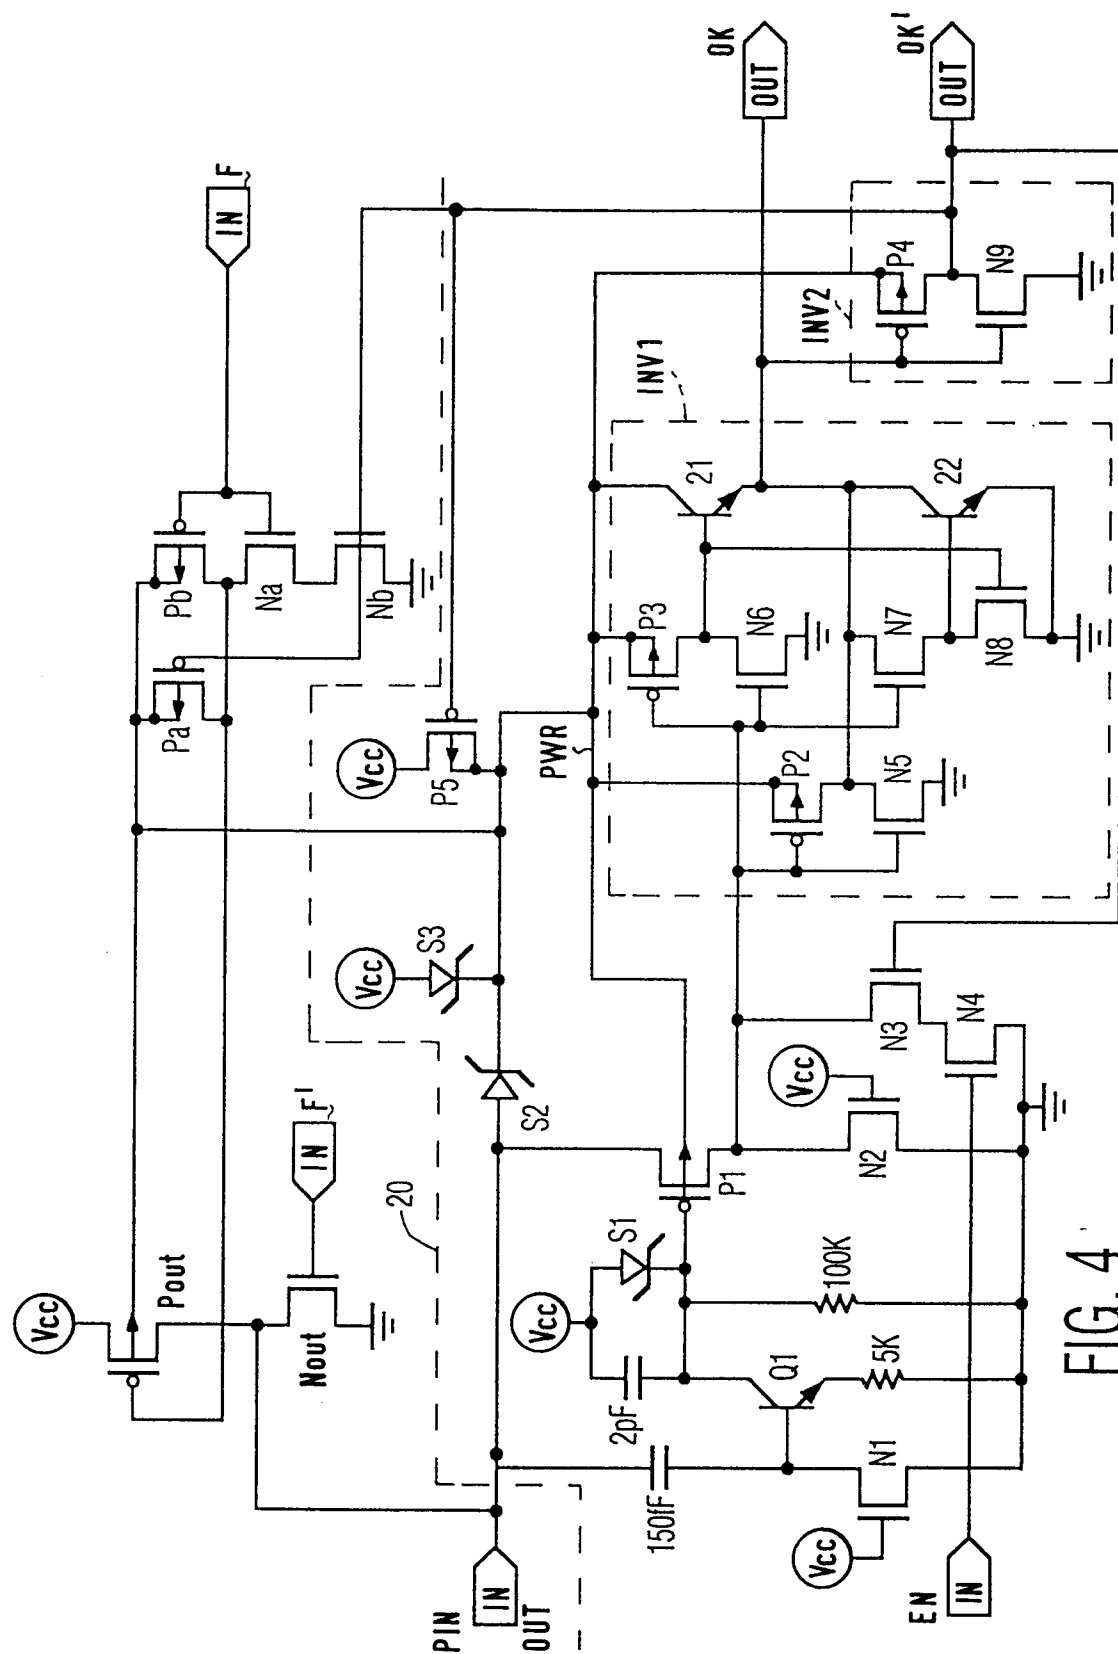 Vcc
Pout
Nout
IN
F'
Pa
Pb
Na
Nb
IN
F
20
Vcc
S3
S2
Vcc
P5
PWR
PIN
IN
OUT
Vcc
2pF
S1
150fF
Q1
5K
100K
Vcc
N1
P1
Vcc
N2
N3
N4
EN
IN
INV1
P2
N5
P3
N6
N7
N8
21
22
INV2
P4
N9
OK
OUT
OK'
OUT
FIG. 4